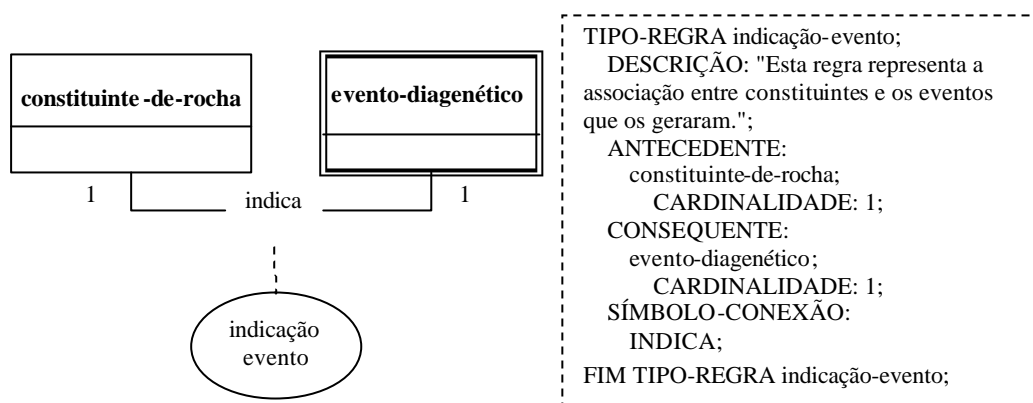 constituinte-de-rocha
evento-diagenético
1
indica
1
indicação
evento
TIPO-REGRA indicação-evento;
DESCRIÇÃO: "Esta regra representa a
associação entre constituintes e os eventos
que os geraram.";
ANTECEDENTE:
constituinte-de-rocha;
CARDINALIDADE: 1;
CONSEQUENTE:
evento-diagenético;
CARDINALIDADE: 1;
SÍMBOLO-CONEXÃO:
INDICA;
FIM TIPO-REGRA indicação-evento;